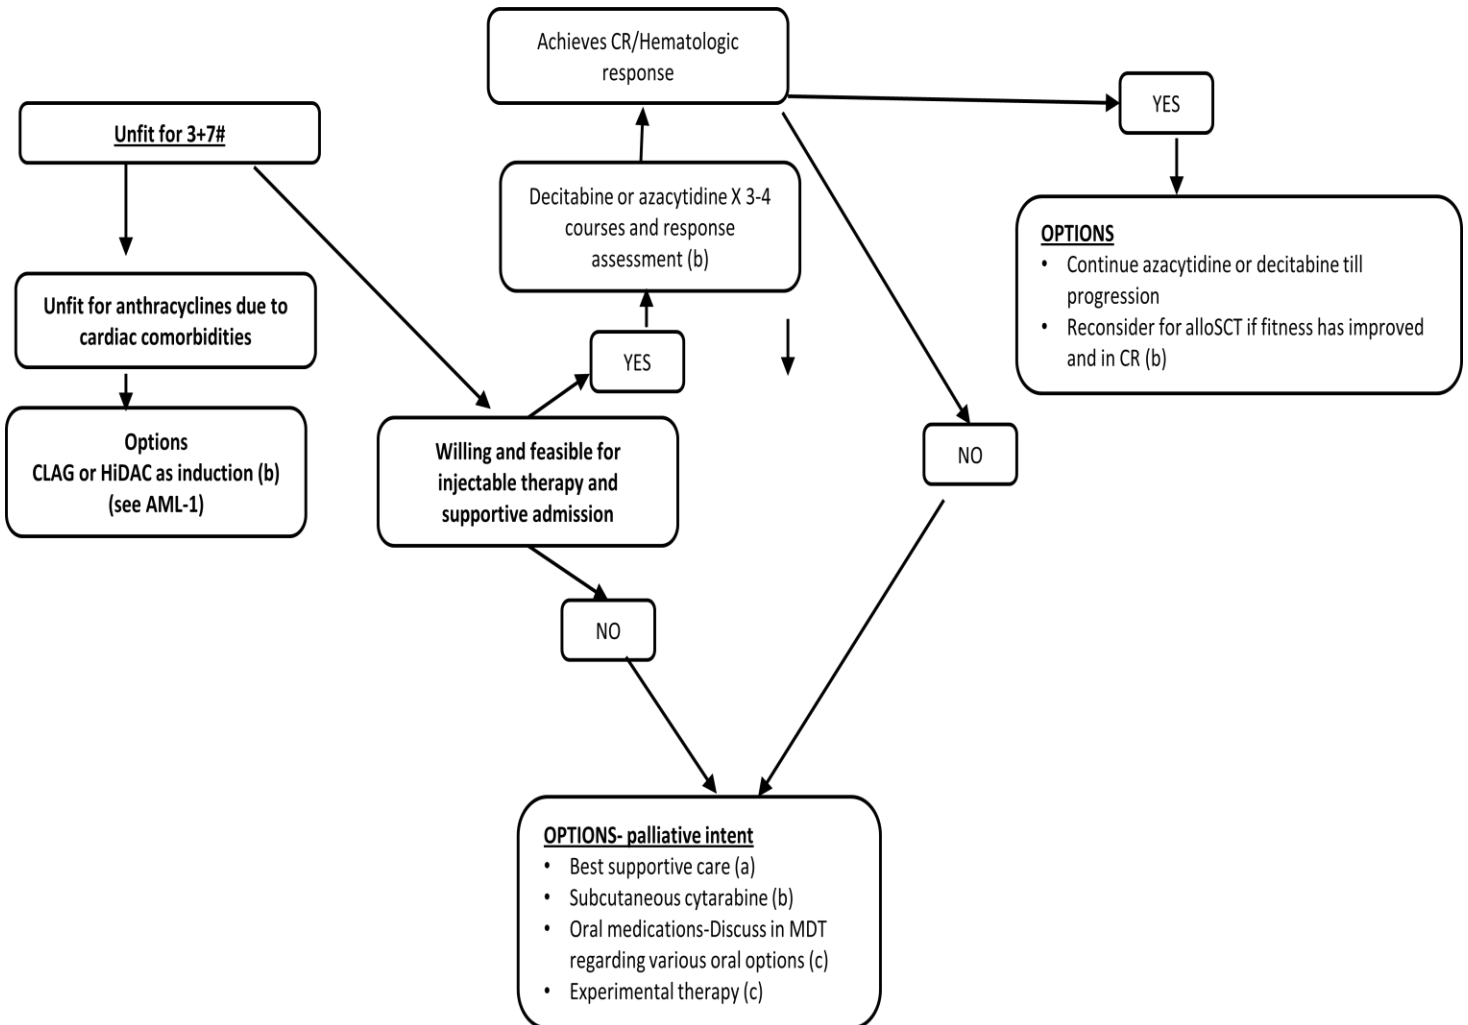 Achieves CR/Hematologic
response
YES
Unfit for 3+7#
Decitabine or azacytidine X 3-4
courses and response
assessment (b)
OPTIONS
• Continue azacytidine or decitabine till
progression
• Reconsider for alloSCT if fitness has improved
and in CR (b)
Unfit for anthracyclines due to
cardiac comorbidities
YES
Options
CLAG or HiDAC as induction (b)
(see AML-1)
Willing and feasible for
injectable therapy and
supportive admission
NO
NO
OPTIONS- palliative intent
• Best supportive care (a)
• Subcutaneous cytarabine (b)
• Oral medications-Discuss in MDT
regarding various oral options (c)
• Experimental therapy (c)